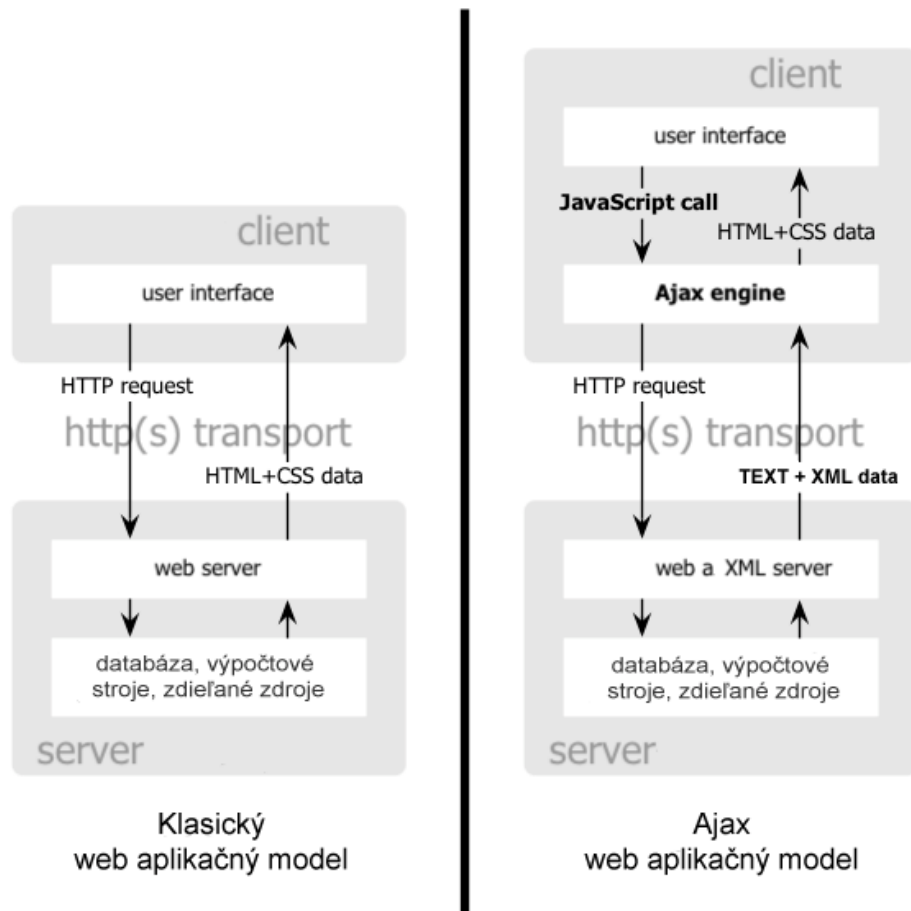 client
user interface
HTTP request
http(s) transport
HTML+CSS data
web server
databáza, výpočtové
stroje, zdieľané zdroje
server
Klasický
web aplikačný model
client
user interface
JavaScript call
HTML+CSS data
Ajax engine
HTTP request
http(s) transport
TEXT + XML data
web a XML server
databáza, výpočtové
stroje, zdieľané zdroje
server
Ajax
web aplikačný model